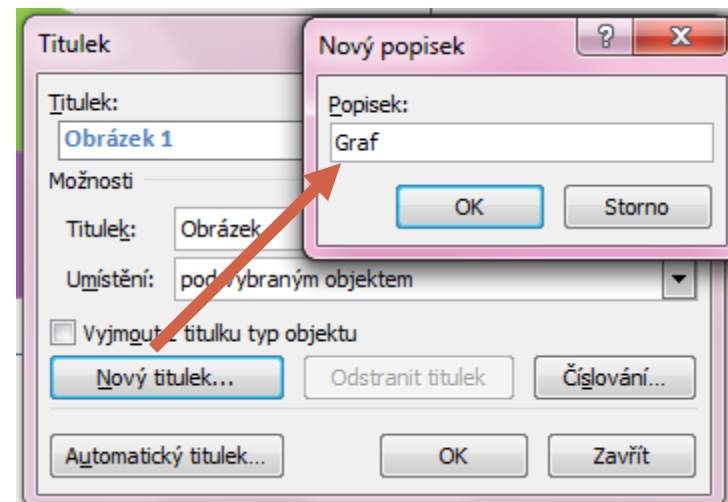 Titulek
Nový popisek
Titulek:
Obrázek 1
Popisek:
Graf
Možnosti
OK
Storno
Titulek:
Obrázek
Umístění:
pod vybraným objektem
Vyjmout z titulku typ objektu
Nový titulek...
Odstranit titulek
Číslování...
Automatický titulek...
OK
Zavřít